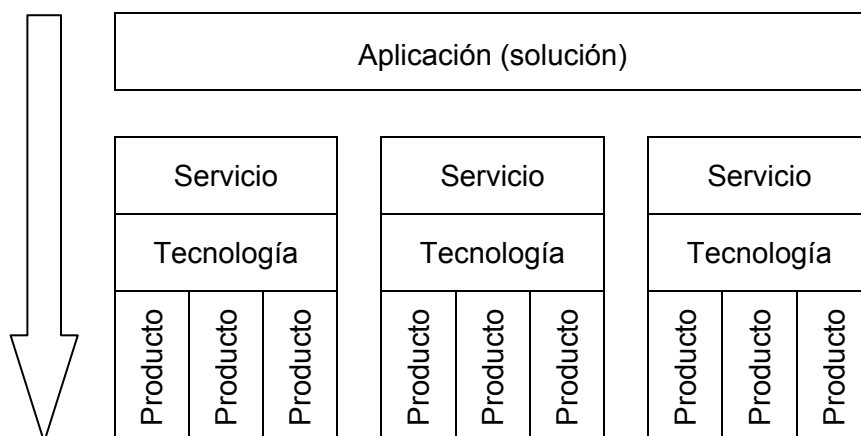 Aplicación (solución)
Servicio Servicio Servicio
Tecnología Tecnología Tecnología
Producto Producto Producto Producto Producto Producto Producto Producto Producto